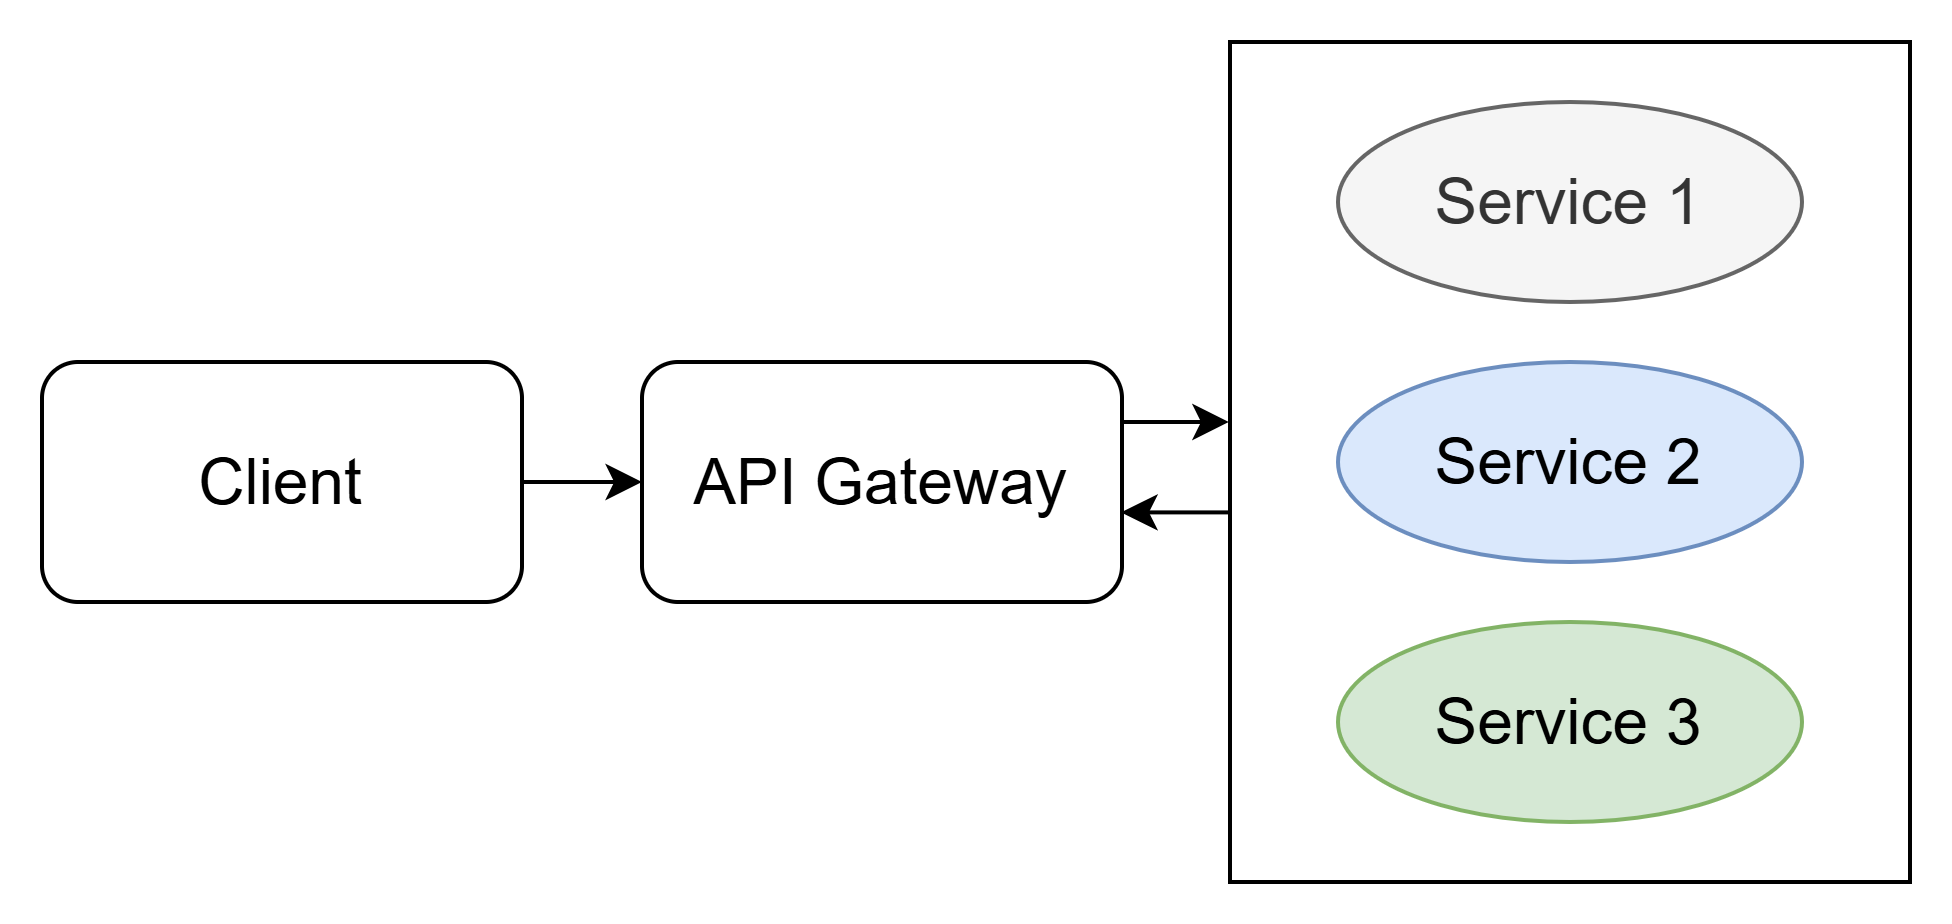 Client
API Gateway
Service 1
Service 2
Service 3